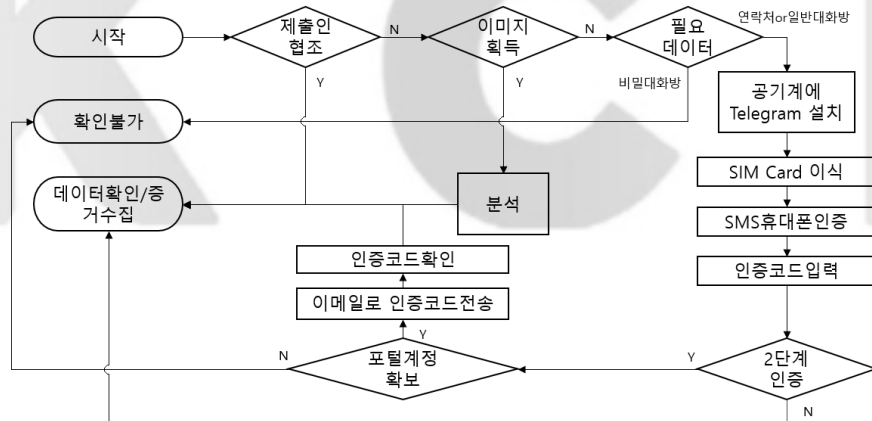 시작
제출인
협조
N
이미지
획득
N
필요
데이터
연락처or일반대화방
Y
Y
비밀대화방
공기계에
Telegram 설치
확인불가
SIM Card 이식
데이터확인/증
거수집
분석
SMS휴대폰인증
인증코드확인
인증코드입력
이메일로 인증코드전송
Y
N
포털계정
확보
Y
2단계
인증
N